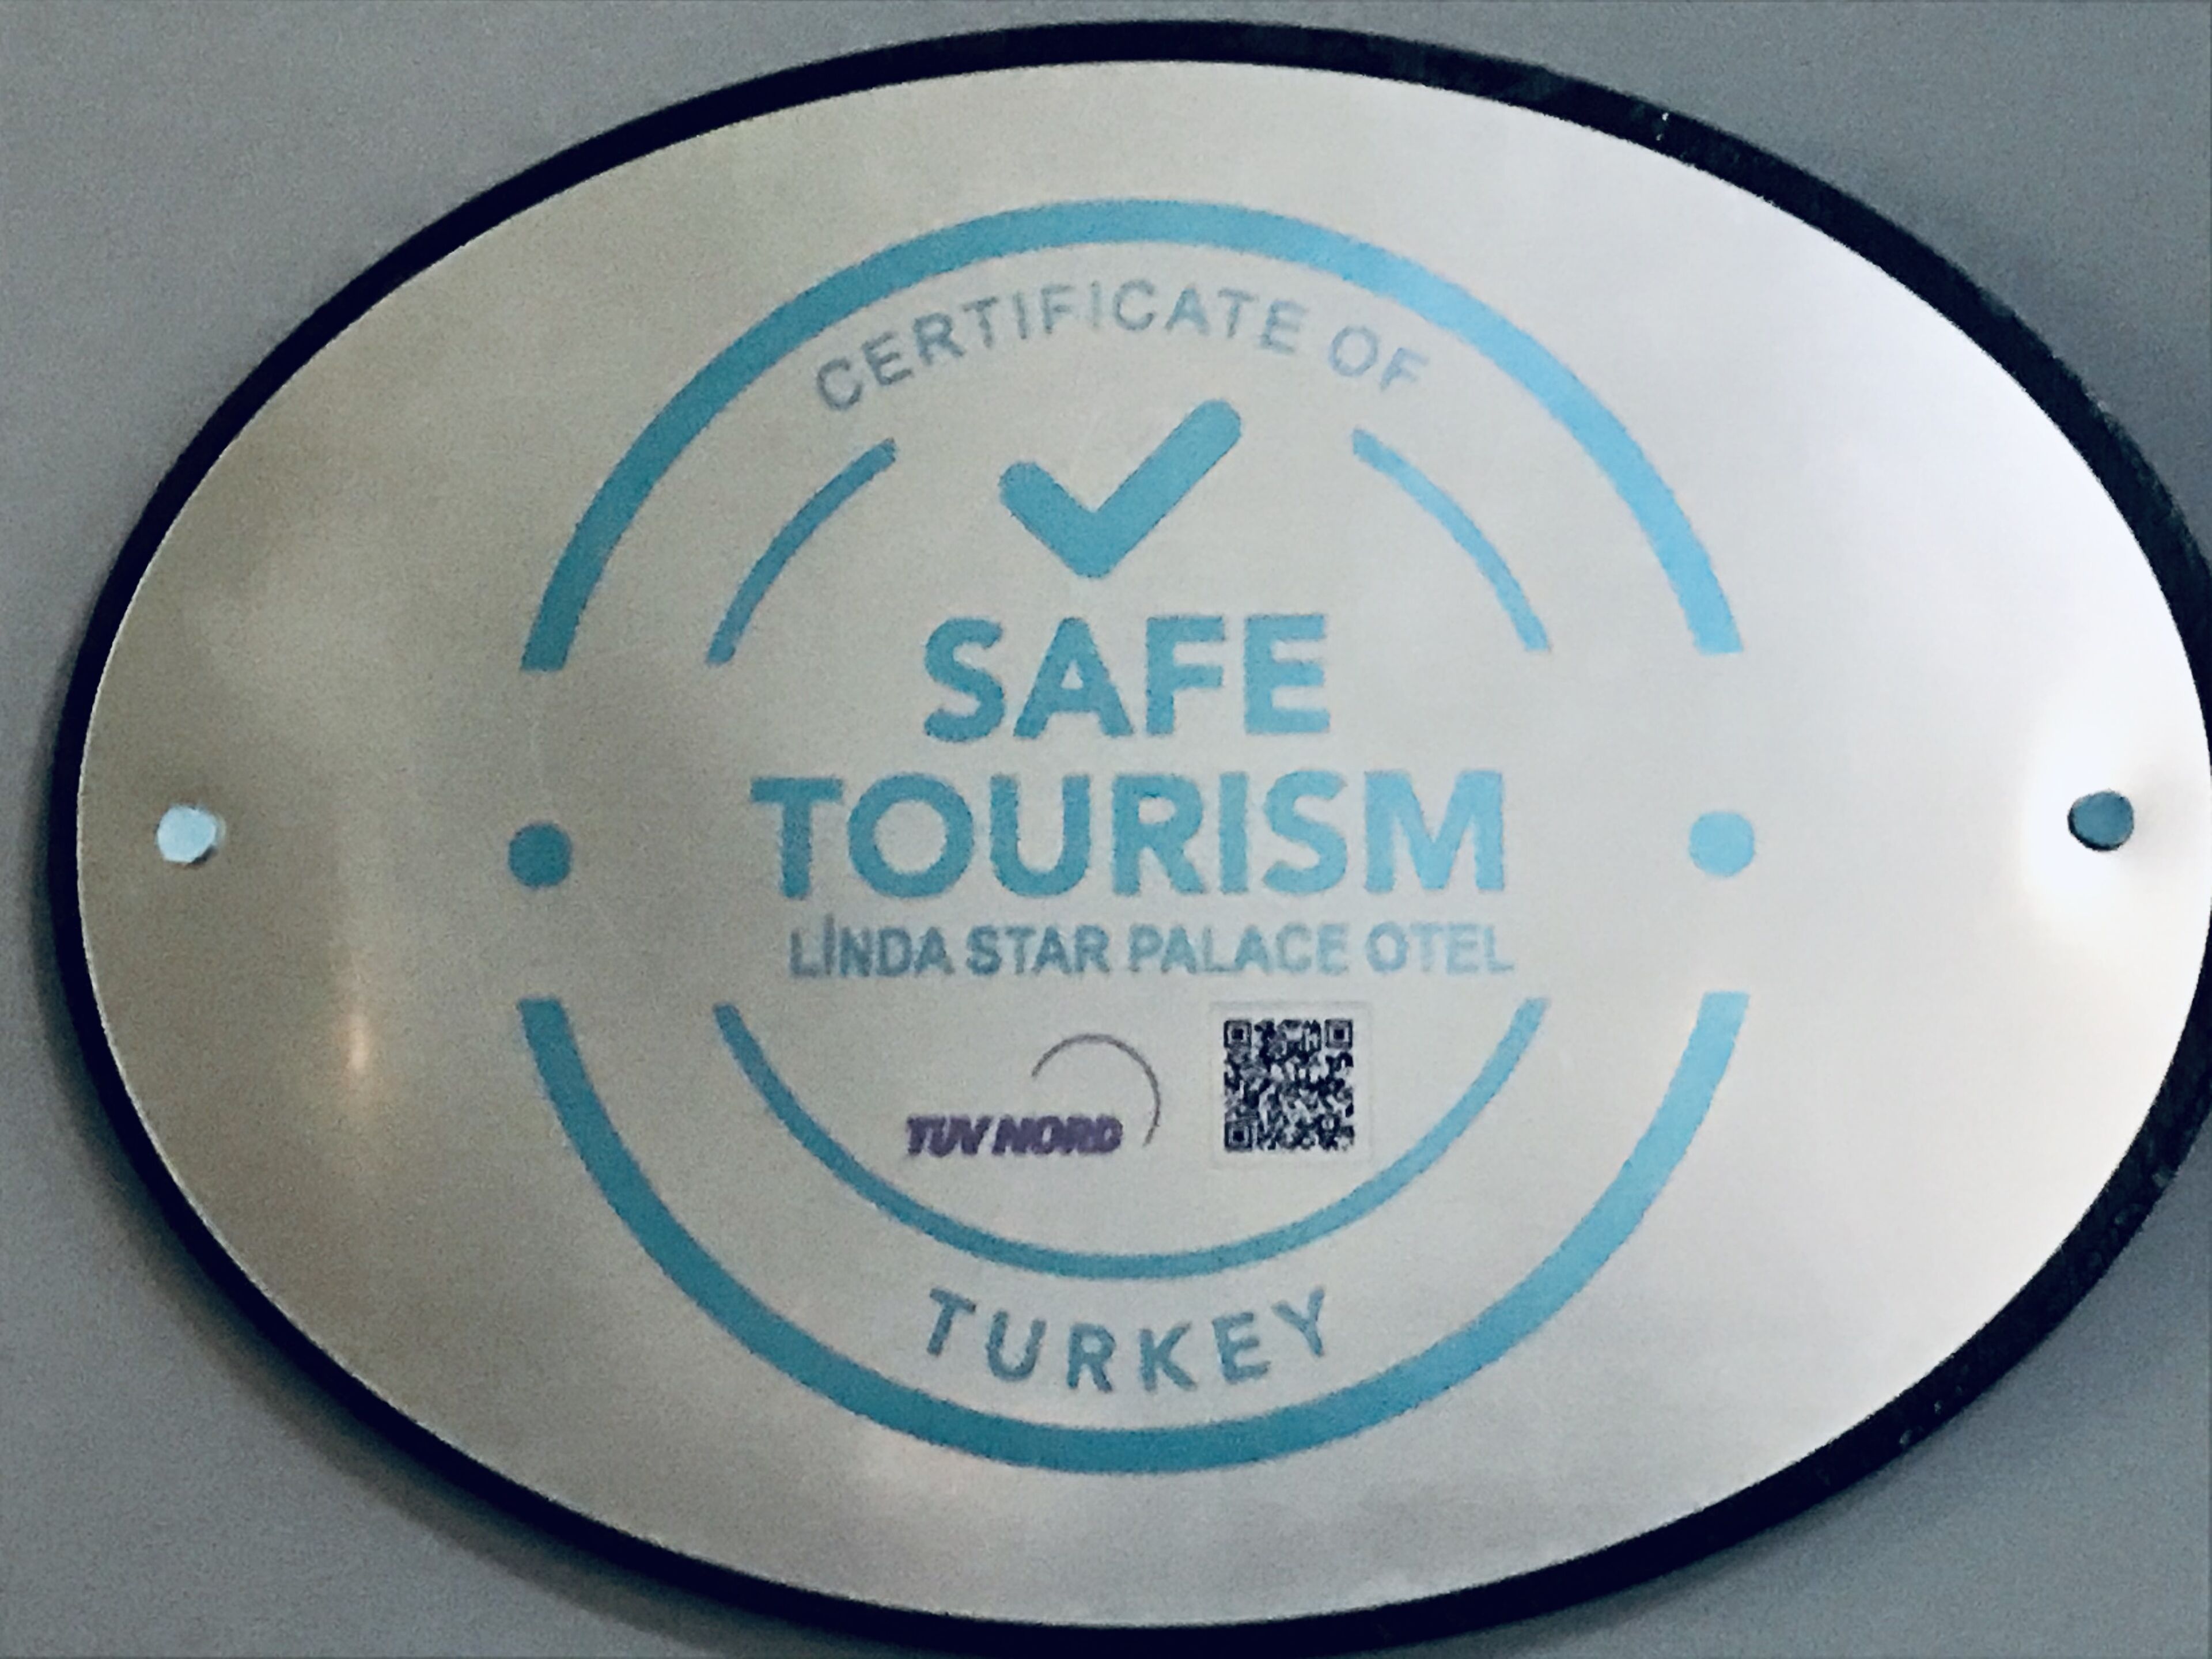 CERTIFICATE OF
SAFE
TOURISM
LİNDA STAR PALACE OTEL
TUV NORD
TURKEY